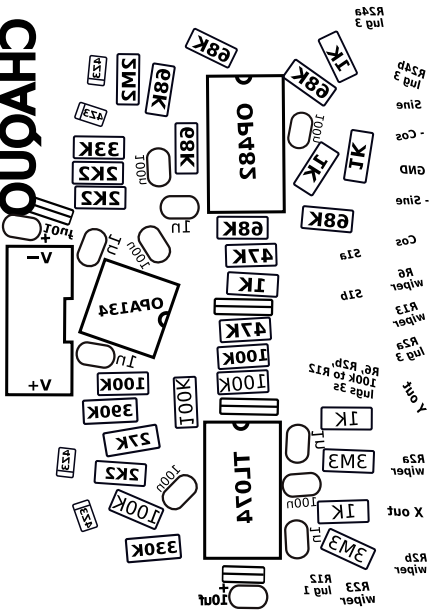 CHAQUO
R24a
lug 3
68K
1K
2M2
68K
68K
R24b
lug 3
Sine
OP482
100n
33K
68K
- Cos
2K2
100n
1K
1K
GND
2K2
- Sine
1n
68K
10uf
+
68K
Cos
1n
100n
47K
S1a
V-
OPA134
1K
S1b
R6
wiper
R13
wiper
47K
R2a
lug 3
1n
100K
R6, R2b,
100k to R12
lugs 3s
V+
100K
100K
100K
390K
Y out
1K
27K
TL074
1u
3M3
R2a
wiper
2K2
100n
100n
100K
1K
X out
1u
3M3
330K
R2b
wiper
R12
lug 1
R23
wiper
+
10uf